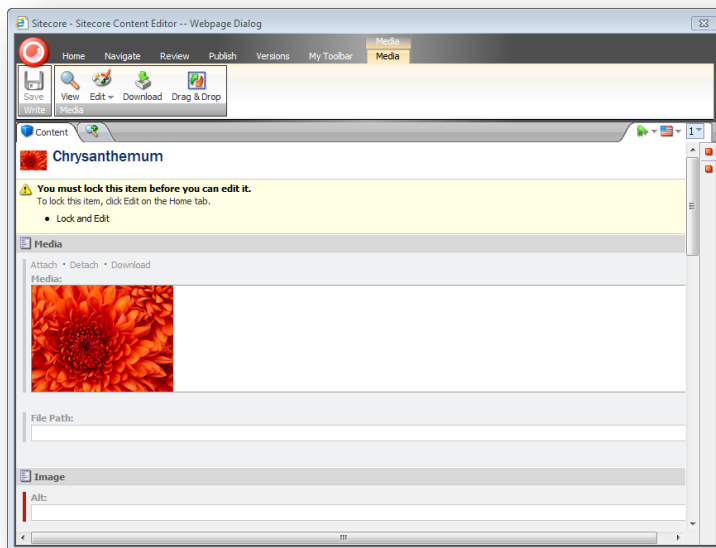 Sitecore - Sitecore Content Editor -- Webpage Dialog
Media
Home Navigate Review Publish Versions My Toolbar Media
Save View Edit Download Drag & Drop
Write Media
Content 1
Chrysanthemum
You must lock this item before you can edit it.
To lock this item, click Edit on the Home tab.
• Lock and Edit
Media
Attach • Detach • Download
Media:
File Path:
Image
Alt: